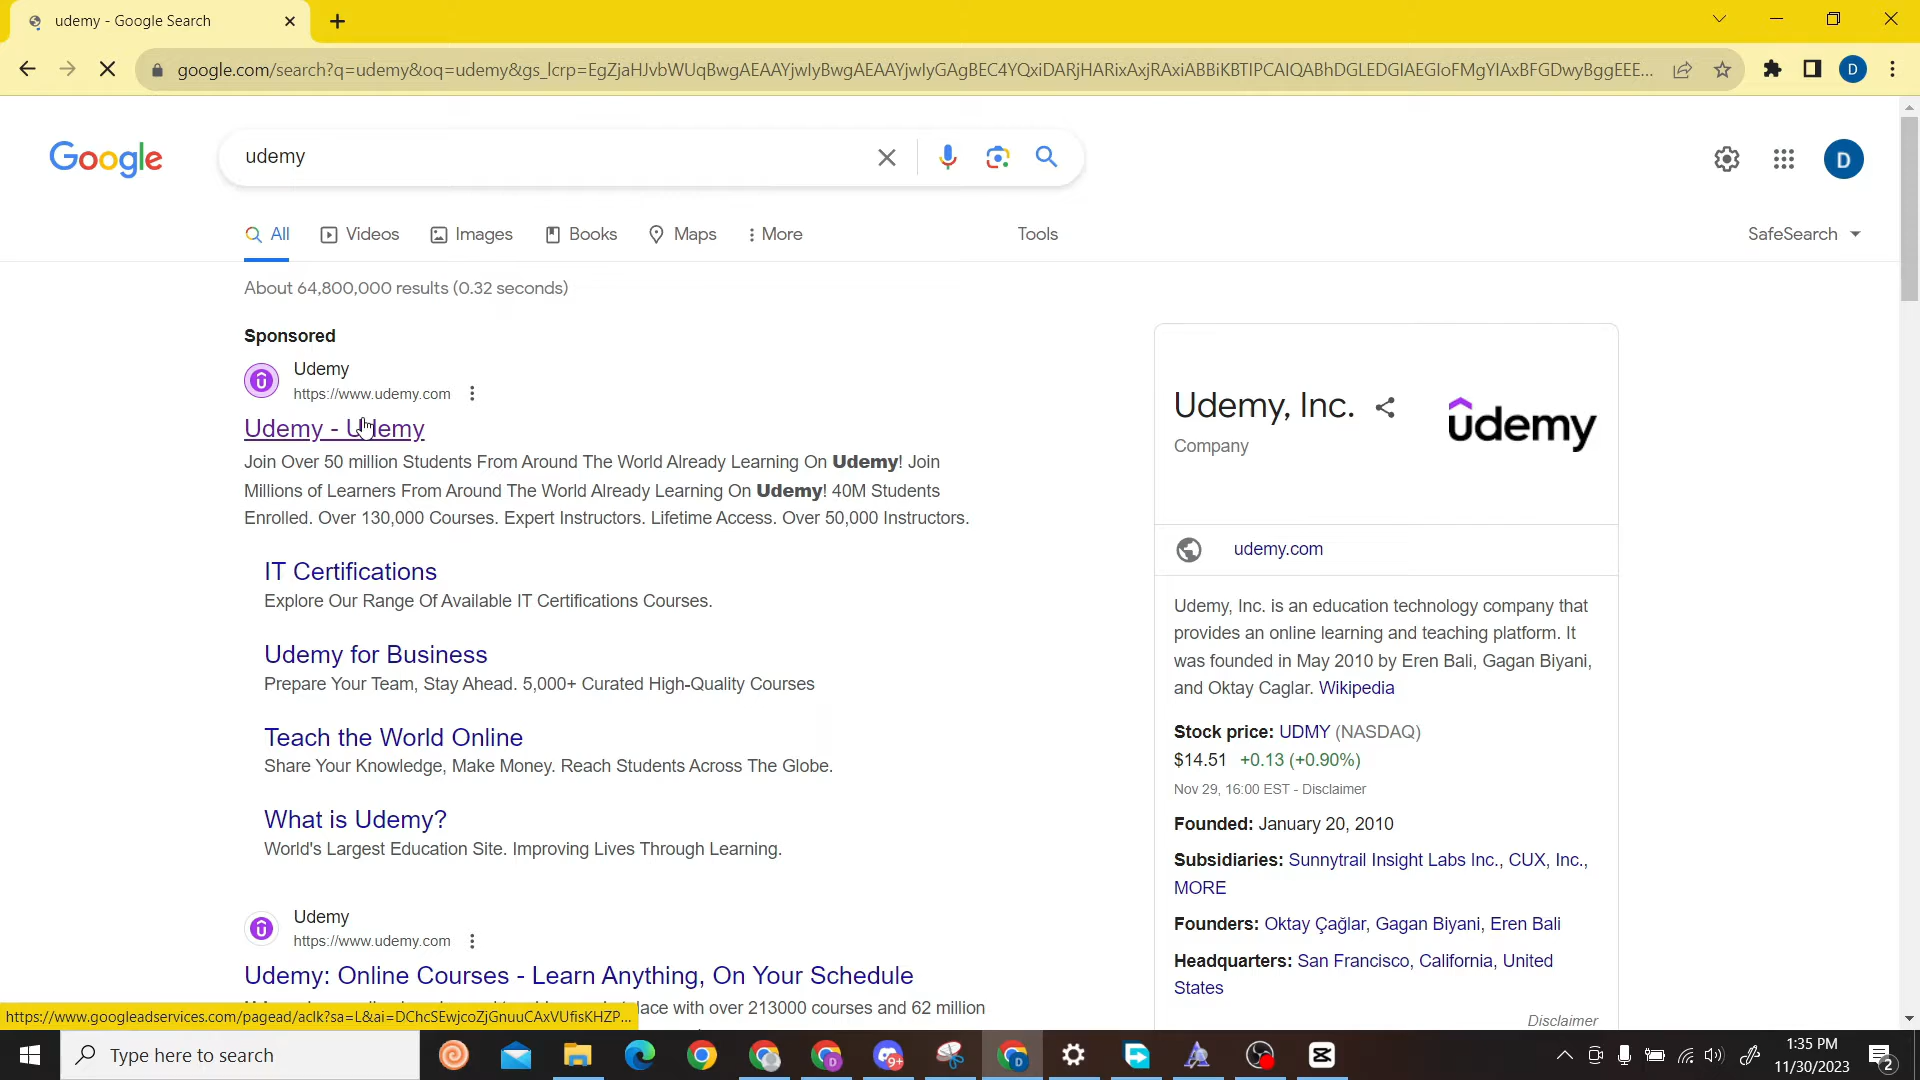 udemy - Google Search
google.com/search?q=udemy&oq=udemy&gs_lcrp=EgZjaHJvbWUqBwgAEAAYjwIyBwgAEAAYjwIyGAgBEC4YQxiDARjHARixAxjRAxiABBiKBTIPCAIQABhDGLEDGIAEGIoFMgYIAxBFGDwyBggEEE...
D
Google
udemy
D
All
Videos
Images
Books
Maps
More
Tools
SafeSearch
About 64,800,000 results (0.32 seconds)
Sponsored
Udemy
https://www.udemy.com
Udemy - Udemy
Join Over 50 million Students From Around The World Already Learning On Udemy! Join
Millions of Learners From Around The World Already Learning On Udemy! 40M Students
Enrolled. Over 130,000 Courses. Expert Instructors. Lifetime Access. Over 50,000 Instructors.
IT Certifications
Explore Our Range Of Available IT Certifications Courses.
Udemy for Business
Prepare Your Team, Stay Ahead. 5,000+ Curated High-Quality Courses
Teach the World Online
Share Your Knowledge, Make Money. Reach Students Across The Globe.
What is Udemy?
World's Largest Education Site. Improving Lives Through Learning.
Udemy
https://www.udemy.com
Udemy: Online Courses - Learn Anything, On Your Schedule
with over 213000 courses and 62 million
Udemy, Inc.
Company
udemy
udemy.com
Udemy, Inc. is an education technology company that
provides an online learning and teaching platform. It
was founded in May 2010 by Eren Bali, Gagan Biyani,
and Oktay Caglar. Wikipedia
Stock price: UDMY (NASDAQ)
$14.51 +0.13 (+0.90%)
Nov 29, 16:00 EST - Disclaimer
Founded: January 20, 2010
Subsidiaries: Sunnytrail Insight Labs Inc., CUX, Inc.,
MORE
Founders: Oktay Çağlar, Gagan Biyani, Eren Bali
Headquarters: San Francisco, California, United
States
Disclaimer
https://www.googleadservices.com/pagead/aclk?sa=L&ai=DChcSEwjcoZjGnuuCAxVUfisKHZP...
Type here to search
D
9+
D
1:35 PM
11/30/2023
2